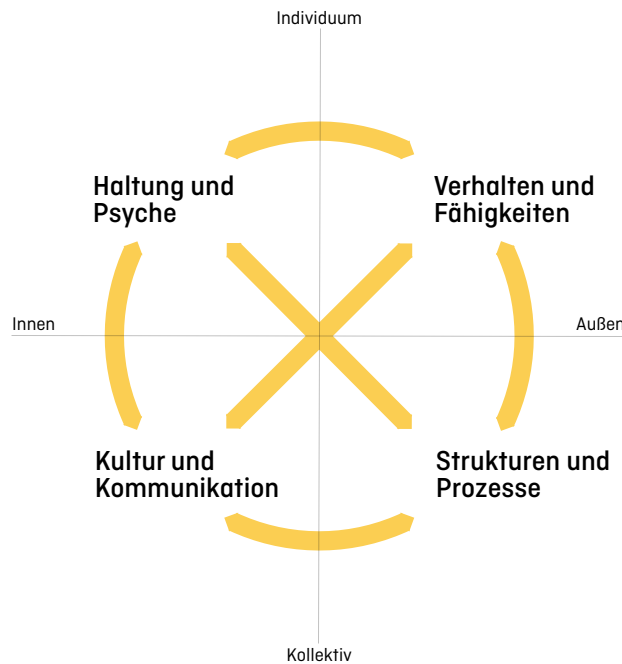 Individuum
Haltung und
Psyche
Verhalten und
Fähigkeiten
Innen
Außen
Kultur und
Kommunikation
Strukturen und
Prozesse
Kollektiv